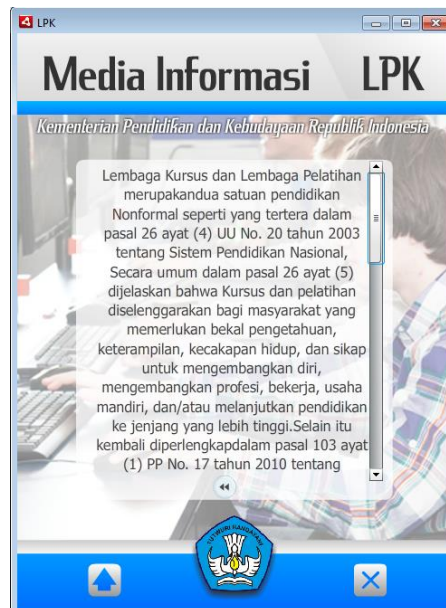 LPK
Media Informasi LPK
Kementerian Pendidikan dan Kebudayaan Republik Indonesia
Lembaga Kursus dan Lembaga Pelatihan
merupakandua satuan pendidikan
Nonformal seperti yang tertera dalam
pasal 26 ayat (4) UU No. 20 tahun 2003
tentang Sistem Pendidikan Nasional,
Secara umum dalam pasal 26 ayat (5)
dijelaskan bahwa Kursus dan pelatihan
diselenggarakan bagi masyarakat yang
memerlukan bekal pengetahuan,
keterampilan, kecakapan hidup, dan sikap
untuk mengembangkan diri,
mengembangkan profesi, bekerja, usaha
mandiri, dan/atau melanjutkan pendidikan
ke jenjang yang lebih tinggi.Selain itu
kembali diperlengkapdalam pasal 103 ayat
(1) PP No. 17 tahun 2010 tentang
TUT WURI HANDAYANI